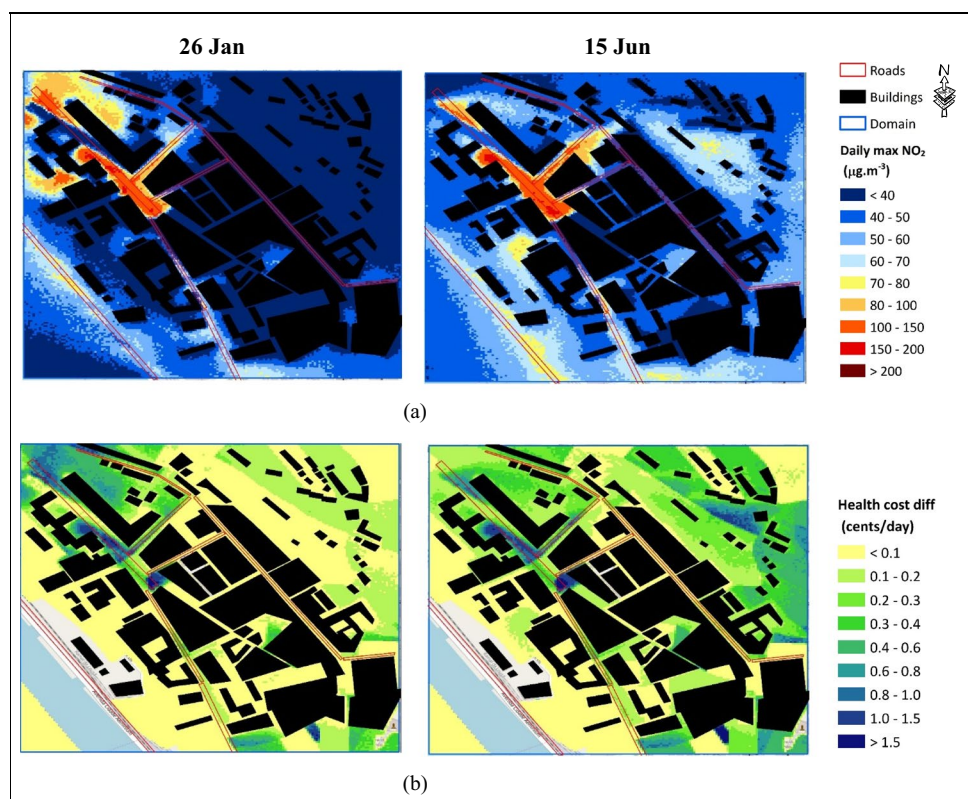 26 Jan
15 Jun
Roads
N
Buildings
Domain
Daily max NO₂
(µg.m⁻³)
< 40
40 - 50
50 - 60
60 - 70
70 - 80
80 - 100
100 - 150
150 - 200
> 200
(a)
Health cost diff
(cents/day)
< 0.1
0.1 - 0.2
0.2 - 0.3
0.3 - 0.4
0.4 - 0.6
0.6 - 0.8
0.8 - 1.0
1.0 - 1.5
> 1.5
(b)